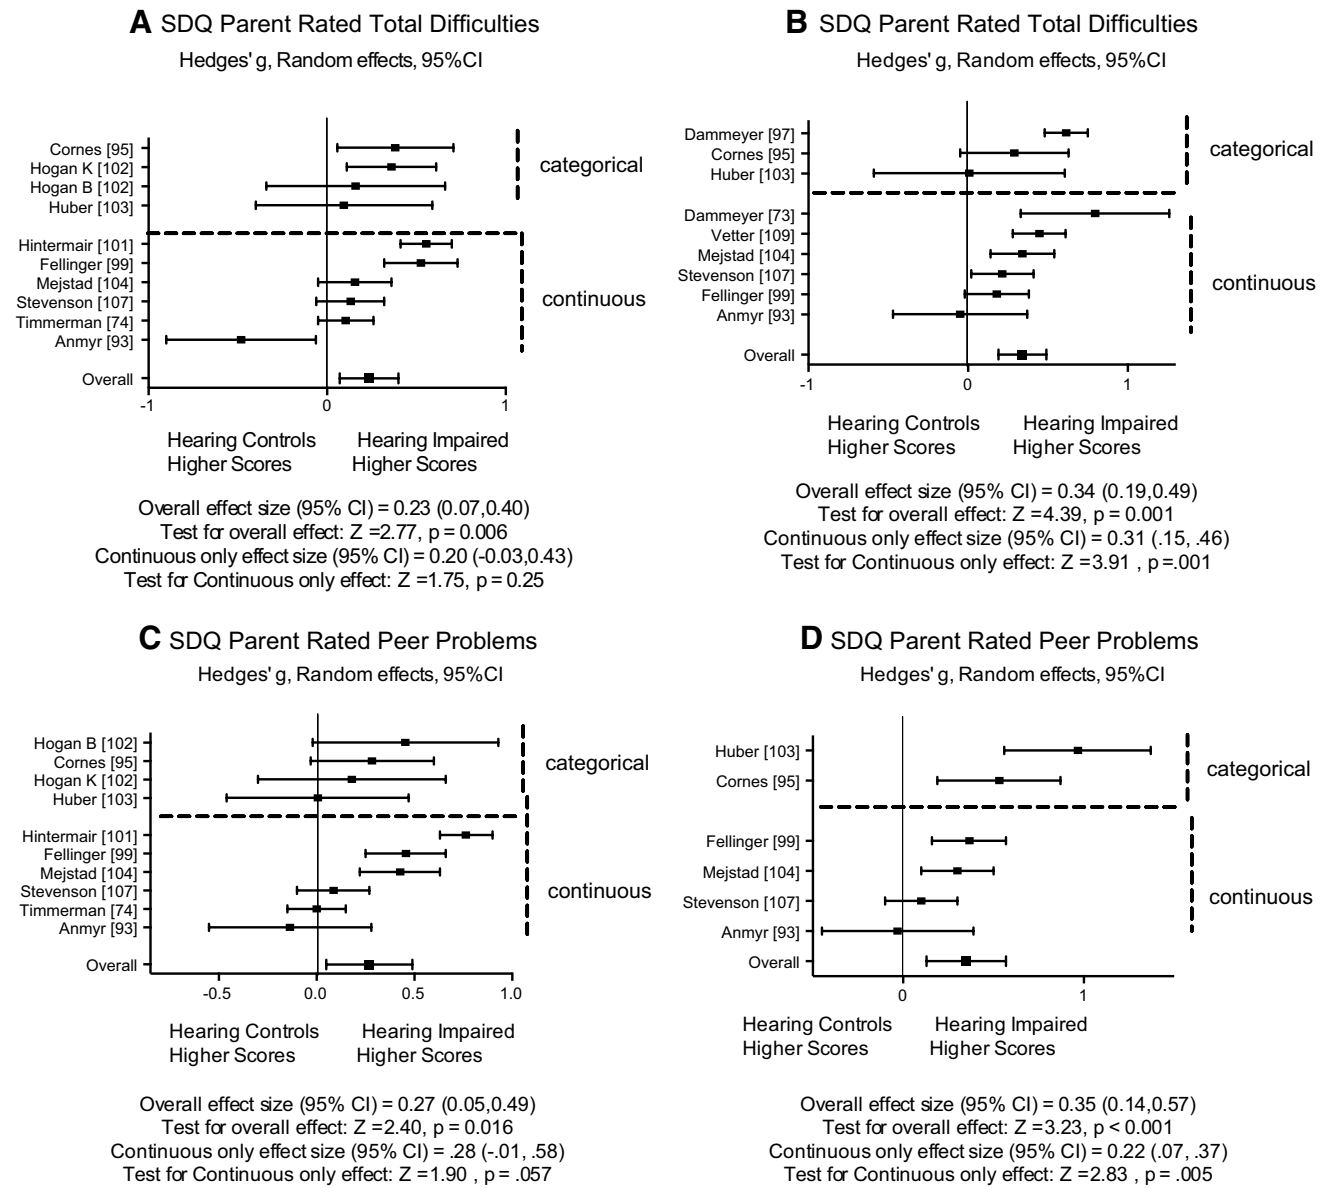 A SDQ Parent Rated Total Difficulties
Hedges' g, Random effects, 95%CI
Cornes [95]
Hogan K [102]
Hogan B [102]
Huber [103]
categorical
Hintermair [101]
Fellinger [99]
Mejstad [104]
Stevenson [107]
Timmerman [74]
Anmyr [93]
continuous
Overall
-1 0 1
Hearing Controls Hearing Impaired
Higher Scores Higher Scores
Overall effect size (95% CI) = 0.23 (0.07,0.40)
Test for overall effect: Z =2.77, p = 0.006
Continuous only effect size (95% CI) = 0.20 (-0.03,0.43)
Test for Continuous only effect: Z =1.75, p = 0.25
B SDQ Parent Rated Total Difficulties
Hedges' g, Random effects, 95%CI
Dammeyer [97]
Cornes [95]
Huber [103]
categorical
Dammeyer [73]
Vetter [109]
Mejstad [104]
Stevenson [107]
Fellinger [99]
Anmyr [93]
continuous
Overall
-1 0 1
Hearing Controls Hearing Impaired
Higher Scores Higher Scores
Overall effect size (95% CI) = 0.34 (0.19,0.49)
Test for overall effect: Z =4.39, p = 0.001
Continuous only effect size (95% CI) = 0.31 (.15, .46)
Test for Continuous only effect: Z =3.91 , p =.001
C SDQ Parent Rated Peer Problems
Hedges' g, Random effects, 95%CI
Hogan B [102]
Cornes [95]
Hogan K [102]
Huber [103]
categorical
Hintermair [101]
Fellinger [99]
Mejstad [104]
Stevenson [107]
Timmerman [74]
Anmyr [93]
continuous
Overall
-0.5 0.0 0.5 1.0
Hearing Controls Hearing Impaired
Higher Scores Higher Scores
Overall effect size (95% CI) = 0.27 (0.05,0.49)
Test for overall effect: Z =2.40, p = 0.016
Continuous only effect size (95% CI) = .28 (-.01, .58)
Test for Continuous only effect: Z =1.90 , p = .057
D SDQ Parent Rated Peer Problems
Hedges' g, Random effects, 95%CI
Huber [103]
Cornes [95]
categorical
Fellinger [99]
Mejstad [104]
Stevenson [107]
Anmyr [93]
continuous
Overall
0 1
Hearing Controls Hearing Impaired
Higher Scores Higher Scores
Overall effect size (95% CI) = 0.35 (0.14,0.57)
Test for overall effect: Z =3.23, p < 0.001
Continuous only effect size (95% CI) = 0.22 (.07, .37)
Test for Continuous only effect: Z =2.83 , p = .005